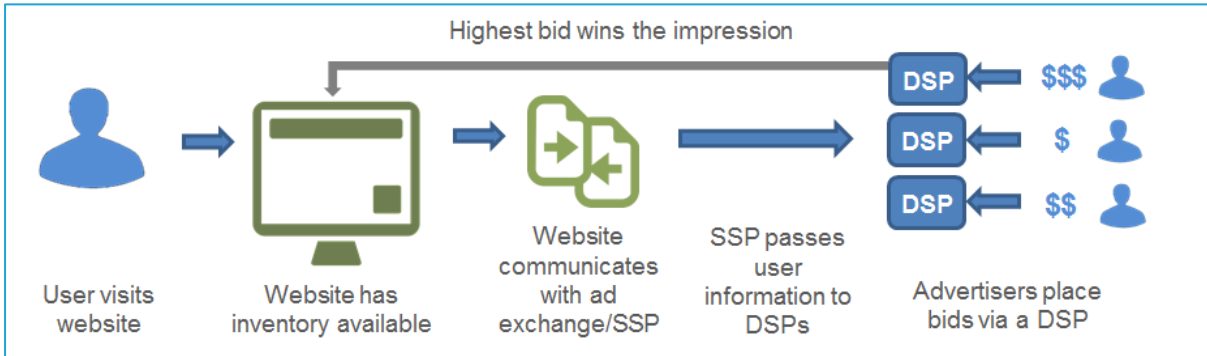 Highest bid wins the impression
DSP
$$$
DSP
$
DSP
$$
User visits
website
Website has
inventory available
Website
communicates
with ad
exchange/SSP
SSP passes
user
information to
DSPs
Advertisers place
bids via a DSP